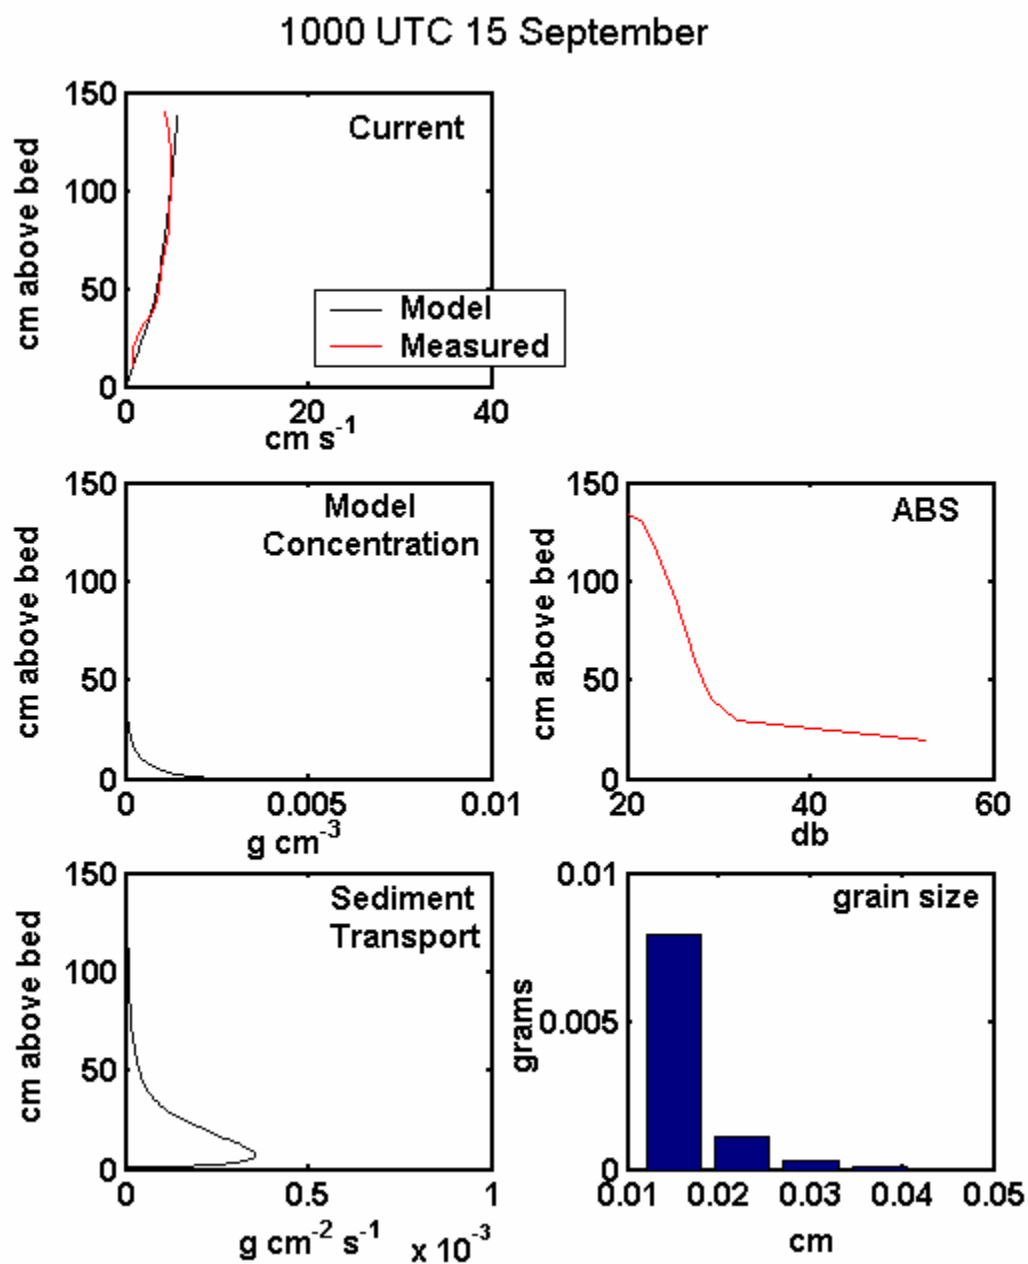 1000 UTC 15 September
150
100
50
0
cm above bed
Current
Model
Measured
0 20 40
cm s-1
150
100
50
0
cm above bed
Model
Concentration
0 0.005 0.01
g cm-3
150
100
50
0
cm above bed
ABS
20 40 60
db
150
100
50
0
cm above bed
Sediment
Transport
0 0.5 1
g cm-2 s-1 x 10-3
0.01
0.005
0
grams
grain size
0.01 0.02 0.03 0.04 0.05
cm